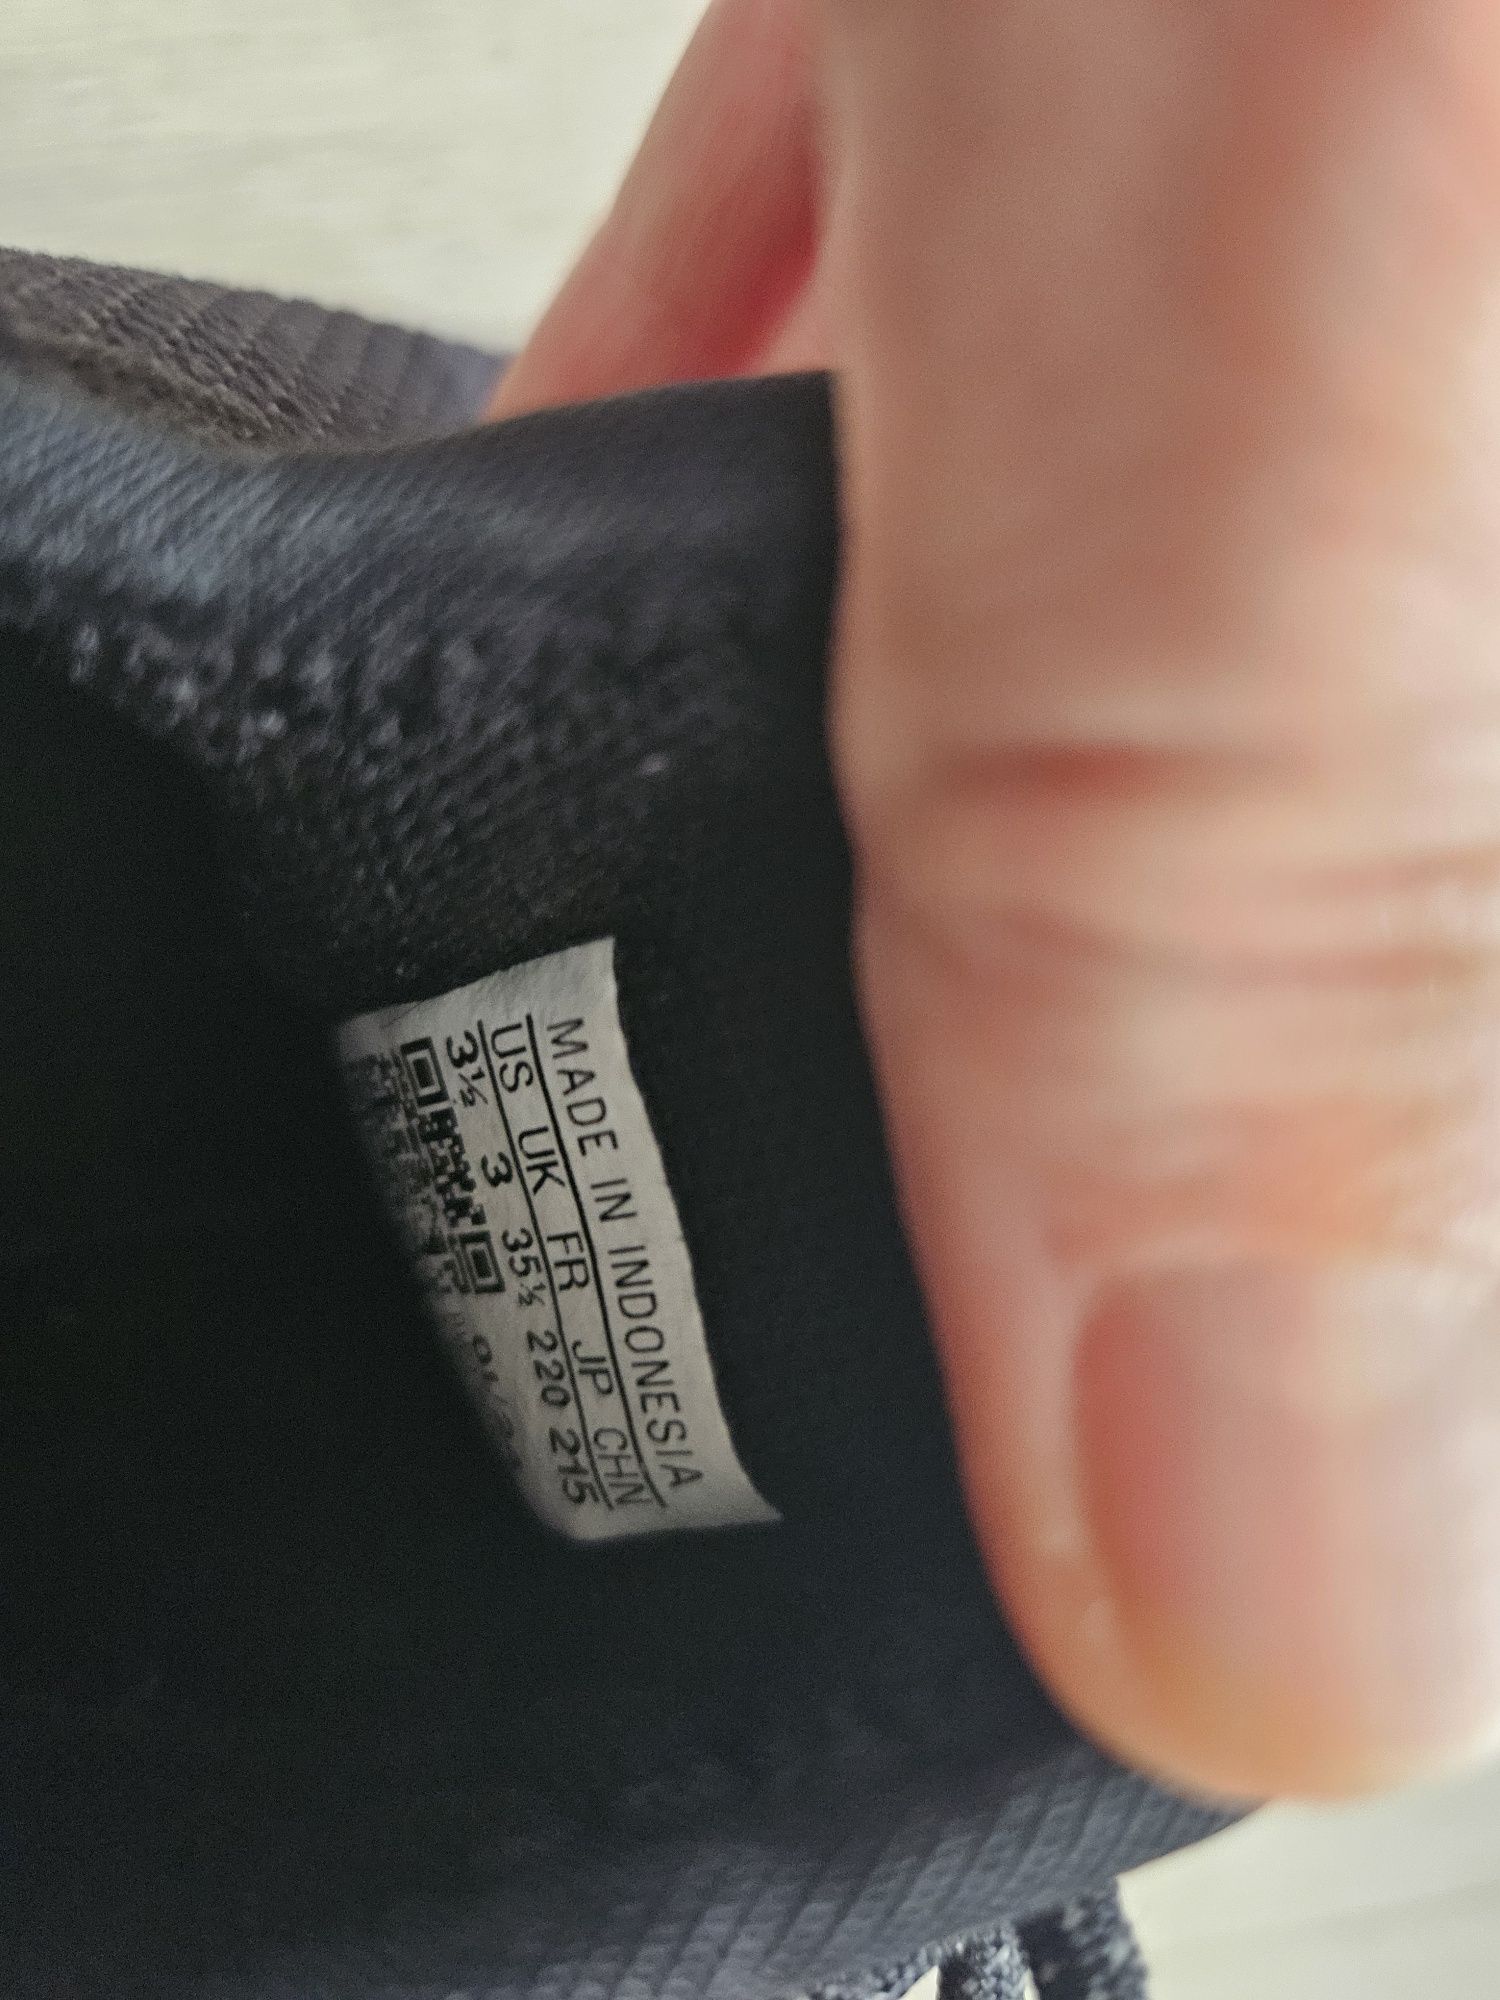 MADE IN INDONESIA
US UK FR JP CHN
3½ 3 35½ 220 215